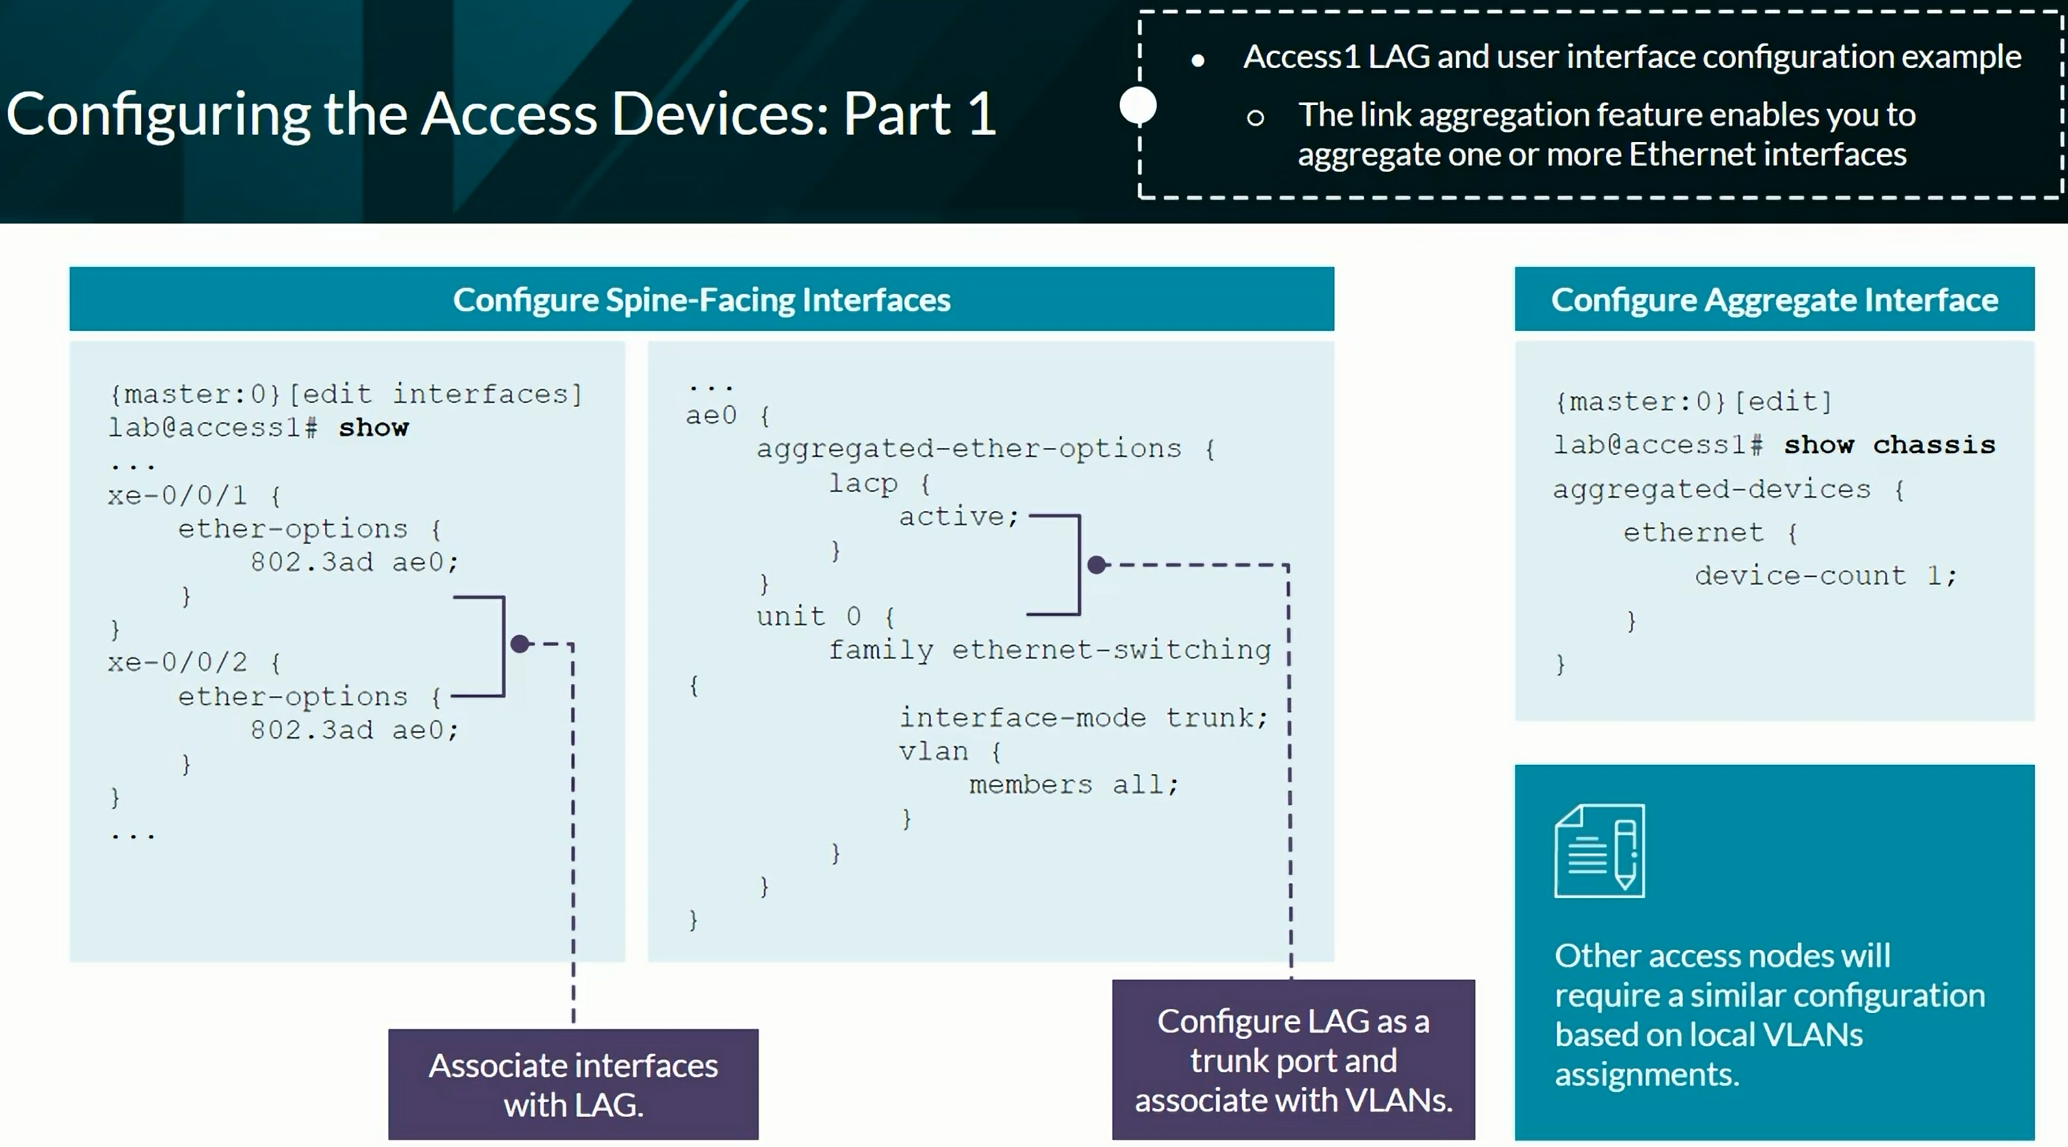 Configuring the Access Devices: Part 1
• Access1 LAG and user interface configuration example
○ The link aggregation feature enables you to
aggregate one or more Ethernet interfaces
Configure Spine-Facing Interfaces
{master:0}[edit interfaces]
lab@access1# show
...
xe-0/0/1 {
    ether-options {
        802.3ad ae0;
    }
}
xe-0/0/2 {
    ether-options {
        802.3ad ae0;
    }
}
...
Associate interfaces
with LAG.
...
ae0 {
    aggregated-ether-options {
        lacp {
            active;
        }
    }
    unit 0 {
        family ethernet-switching
{
            interface-mode trunk;
            vlan {
                members all;
            }
        }
    }
}
Configure LAG as a
trunk port and
associate with VLANs.
Configure Aggregate Interface
{master:0}[edit]
lab@access1# show chassis
aggregated-devices {
    ethernet {
        device-count 1;
    }
}
Other access nodes will
require a similar configuration
based on local VLANs
assignments.